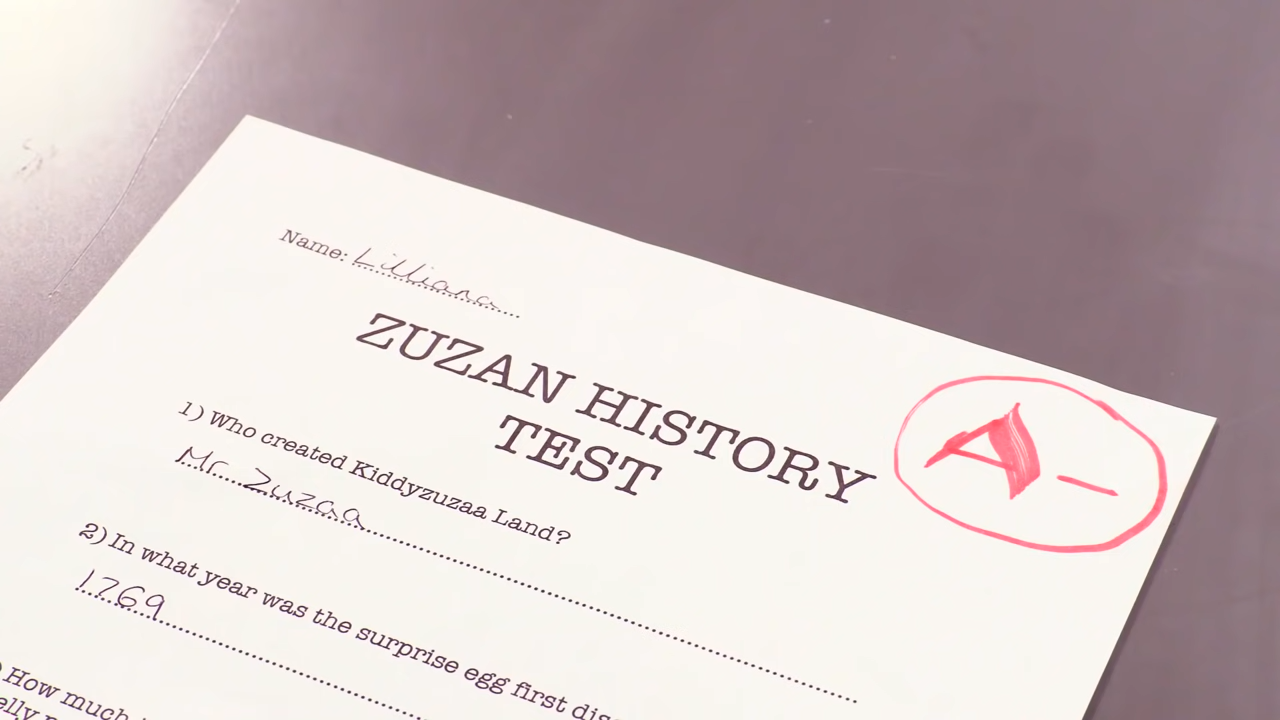 Name: Lilliana
ZUZAN HISTORY
TEST
A-
1) Who created Kiddyzuzaa Land?
Mr. Zuzaa
2) In what year was the surprise egg first
1769
How much